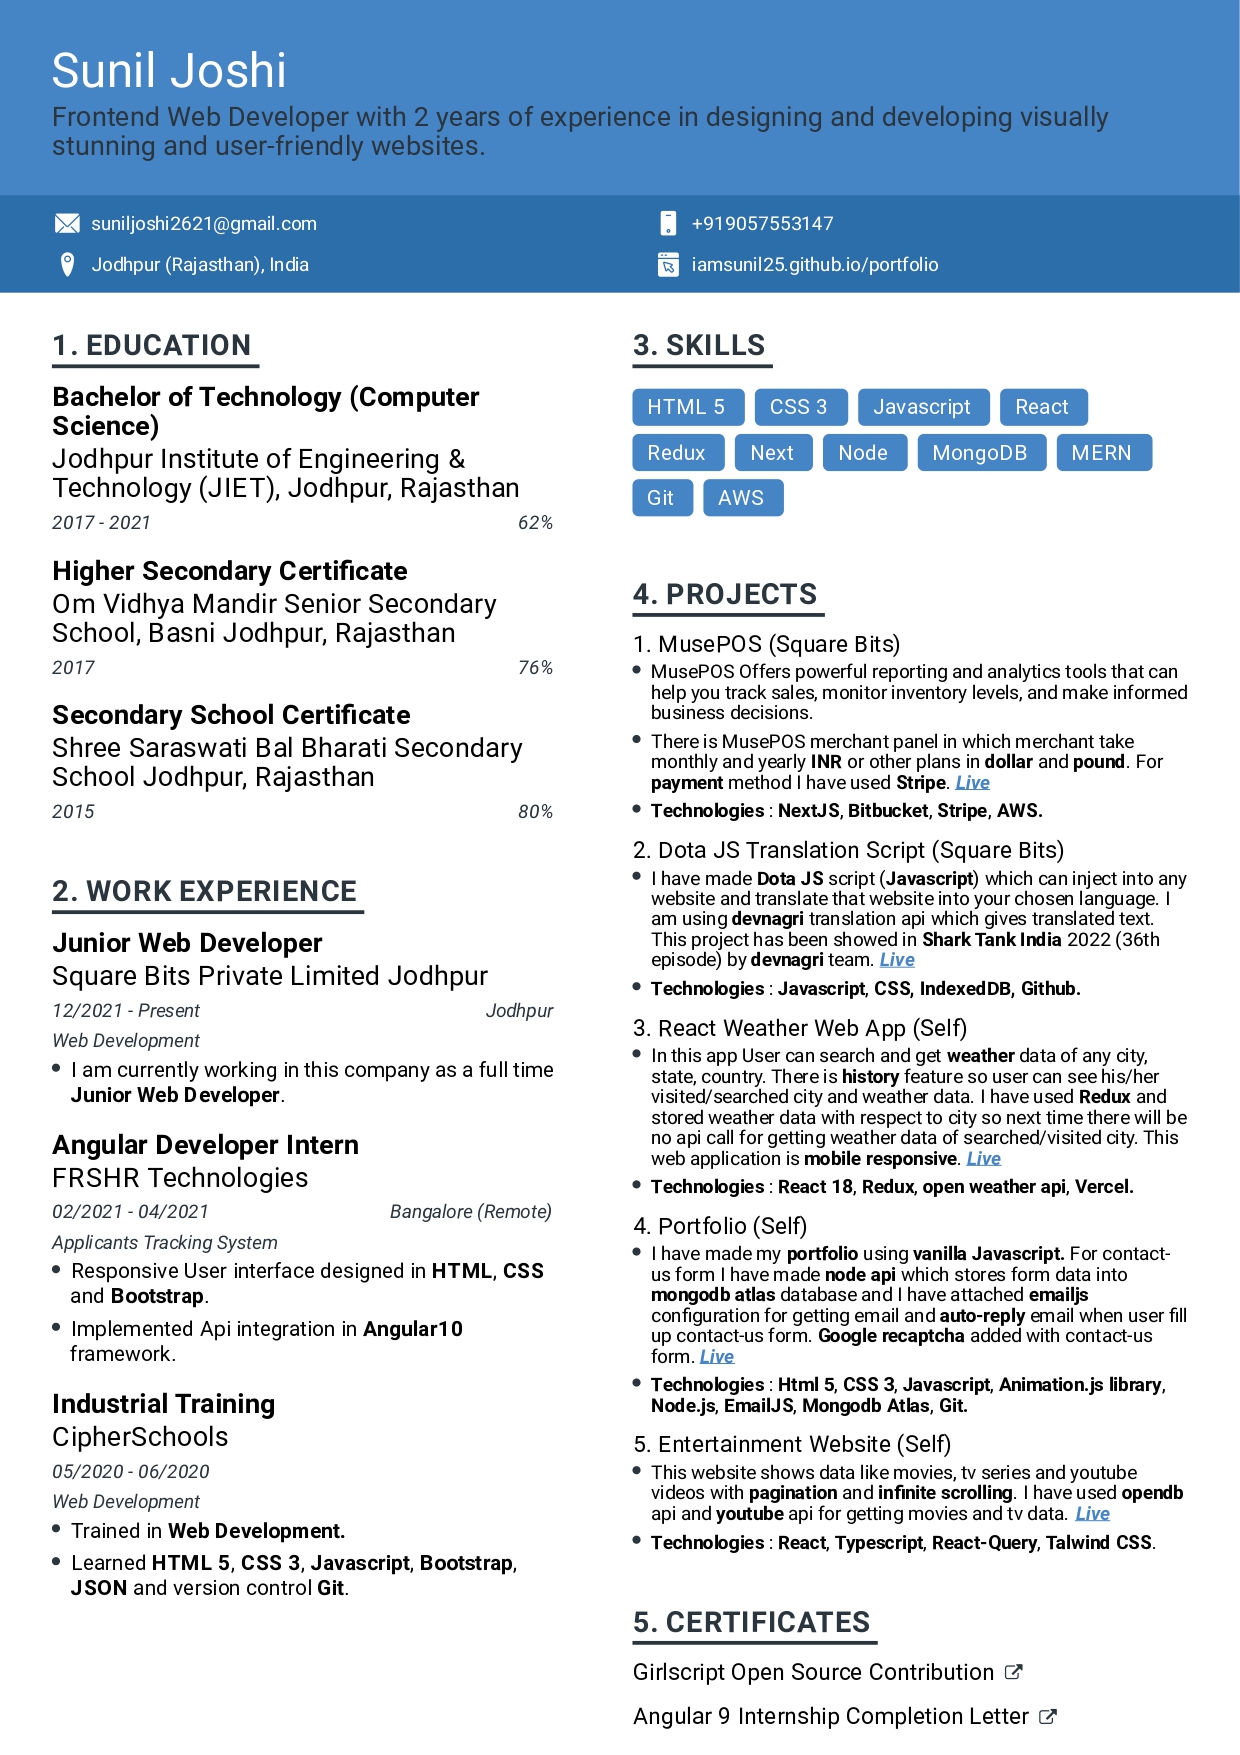 Sunil Joshi
Frontend Web Developer with 2 years of experience in designing and developing visually
stunning and user-friendly websites.
suniljoshi2621@gmail.com
+919057553147
Jodhpur (Rajasthan), India
iamsunil25.github.io/portfolio
1. EDUCATION
Bachelor of Technology (Computer
Science)
Jodhpur Institute of Engineering &
Technology (JIET), Jodhpur, Rajasthan
2017 - 2021 62%
Higher Secondary Certificate
Om Vidhya Mandir Senior Secondary
School, Basni Jodhpur, Rajasthan
2017 76%
Secondary School Certificate
Shree Saraswati Bal Bharati Secondary
School Jodhpur, Rajasthan
2015 80%
2. WORK EXPERIENCE
Junior Web Developer
Square Bits Private Limited Jodhpur
12/2021 - Present Jodhpur
Web Development
• I am currently working in this company as a full time
Junior Web Developer.
Angular Developer Intern
FRSHR Technologies
02/2021 - 04/2021 Bangalore (Remote)
Applicants Tracking System
• Responsive User interface designed in HTML, CSS
and Bootstrap.
• Implemented Api integration in Angular10
framework.
Industrial Training
CipherSchools
05/2020 - 06/2020
Web Development
• Trained in Web Development.
• Learned HTML 5, CSS 3, Javascript, Bootstrap,
JSON and version control Git.
3. SKILLS
HTML 5 CSS 3 Javascript React
Redux Next Node MongoDB MERN
Git AWS
4. PROJECTS
1. MusePOS (Square Bits)
• MusePOS Offers powerful reporting and analytics tools that can
help you track sales, monitor inventory levels, and make informed
business decisions.
• There is MusePOS merchant panel in which merchant take
monthly and yearly INR or other plans in dollar and pound. For
payment method I have used Stripe. Live
• Technologies : NextJS, Bitbucket, Stripe, AWS.
2. Dota JS Translation Script (Square Bits)
• I have made Dota JS script (Javascript) which can inject into any
website and translate that website into your chosen language. I
am using devnagri translation api which gives translated text.
This project has been showed in Shark Tank India 2022 (36th
episode) by devnagri team. Live
• Technologies : Javascript, CSS, IndexedDB, Github.
3. React Weather Web App (Self)
• In this app User can search and get weather data of any city,
state, country. There is history feature so user can see his/her
visited/searched city and weather data. I have used Redux and
stored weather data with respect to city so next time there will be
no api call for getting weather data of searched/visited city. This
web application is mobile responsive. Live
• Technologies : React 18, Redux, open weather api, Vercel.
4. Portfolio (Self)
• I have made my portfolio using vanilla Javascript. For contact-
us form I have made node api which stores form data into
mongodb atlas database and I have attached emailjs
configuration for getting email and auto-reply email when user fill
up contact-us form. Google recaptcha added with contact-us
form. Live
• Technologies : Html 5, CSS 3, Javascript, Animation.js library,
Node.js, EmailJS, Mongodb Atlas, Git.
5. Entertainment Website (Self)
• This website shows data like movies, tv series and youtube
videos with pagination and infinite scrolling. I have used opendb
api and youtube api for getting movies and tv data. Live
• Technologies : React, Typescript, React-Query, Talwind CSS.
5. CERTIFICATES
Girlscript Open Source Contribution
Angular 9 Internship Completion Letter